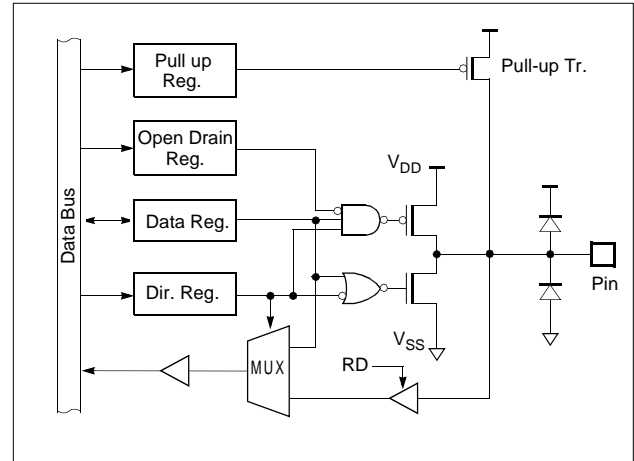 Pull up
Reg.
Pull-up Tr.
Open Drain
Reg.
VDD
Data Bus
Data Reg.
Dir. Reg.
Pin
VSS
MUX
RD